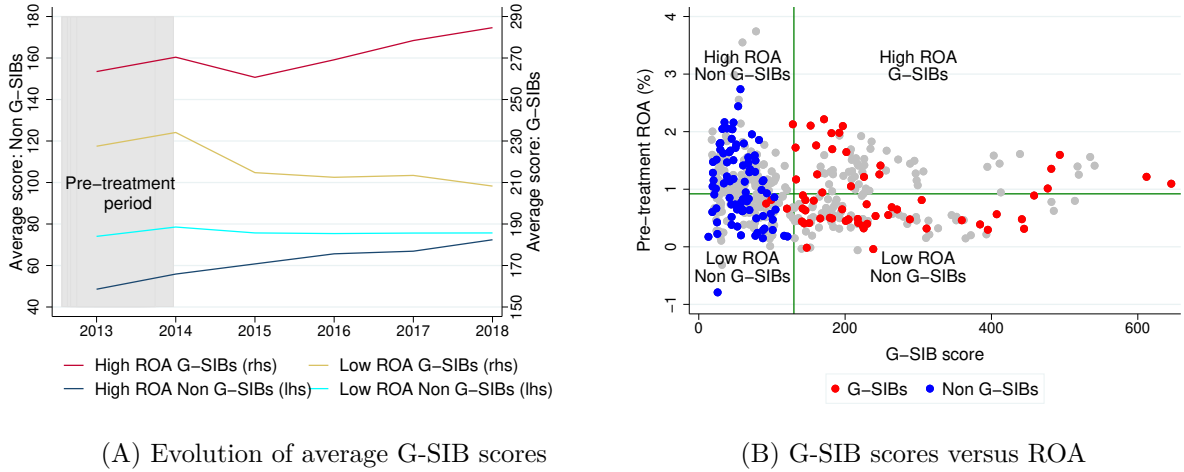 180
160
140
120
100
80
60
40
Average score: Non G−SIBs
290
270
250
230
210
190
170
150
Average score: G−SIBs
Pre−treatment
period
2013 2014 2015 2016 2017 2018
High ROA G−SIBs (rhs) Low ROA G−SIBs (rhs)
High ROA Non G−SIBs (lhs) Low ROA Non G−SIBs (lhs)
(A) Evolution of average G-SIB scores
4
3
2
1
0
−1
Pre−treatment ROA (%)
High ROA
Non G−SIBs
High ROA
G−SIBs
Low ROA
Non G−SIBs
Low ROA
Non G−SIBs
0 200 400 600
G−SIB score
G−SIBs Non G−SIBs
(B) G-SIB scores versus ROA